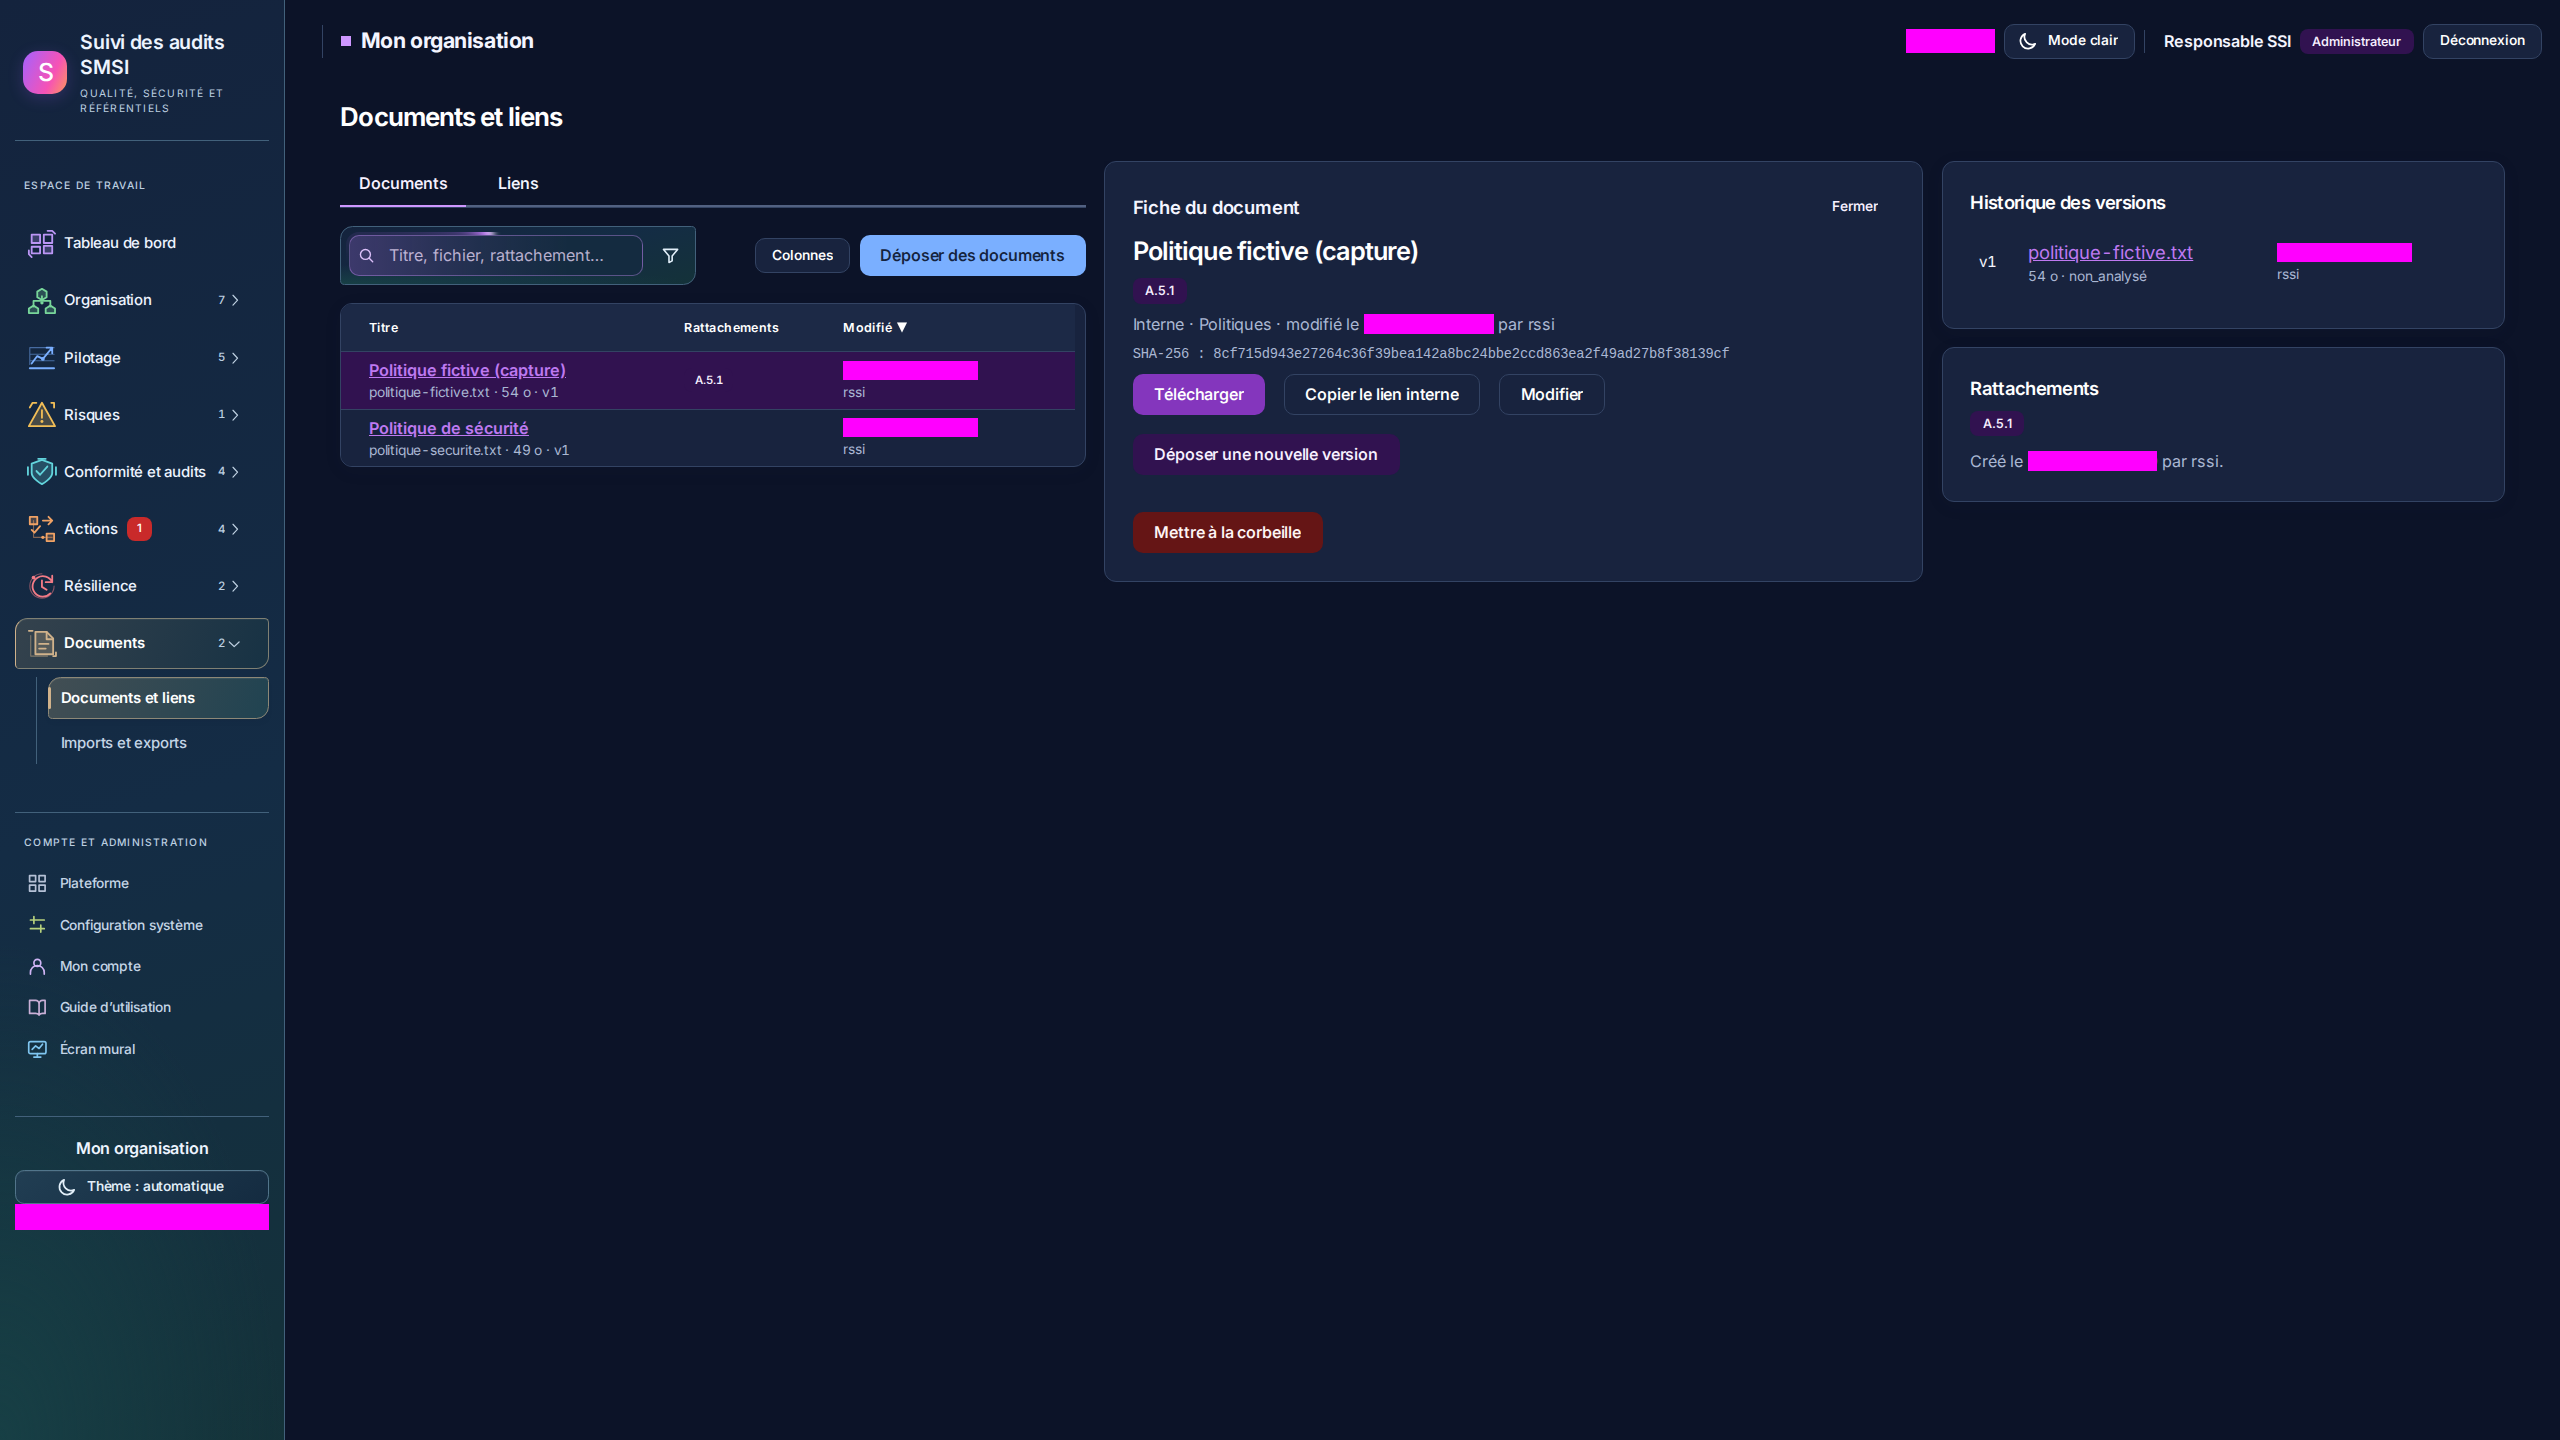 S
Suivi des audits
SMSI
QUALITÉ, SÉCURITÉ ET
RÉFÉRENTIELS
ESPACE DE TRAVAIL
Tableau de bord
Organisation 7
Pilotage 5
Risques 1
Conformité et audits 4
Actions 1 4
Résilience 2
Documents 2
Documents et liens
Imports et exports
COMPTE ET ADMINISTRATION
Plateforme
Configuration système
Mon compte
Guide d'utilisation
Écran mural
Mon organisation
Thème : automatique
Mon organisation
Mode clair
Responsable SSI
Administrateur
Déconnexion
Documents et liens
Documents Liens
Titre, fichier, rattachement...
Colonnes
Déposer des documents
Titre Rattachements Modifié ▼
Politique fictive (capture)
politique-fictive.txt · 54 o · v1
A.5.1
rssi
Politique de sécurité
politique-securite.txt · 49 o · v1
rssi
Fiche du document
Fermer
Politique fictive (capture)
A.5.1
Interne · Politiques · modifié le par rssi
SHA-256 : 8cf715d943e27264c36f39bea142a8bc24bbe2ccd863ea2f49ad27b8f38139cf
Télécharger
Copier le lien interne
Modifier
Déposer une nouvelle version
Mettre à la corbeille
Historique des versions
v1
politique-fictive.txt
54 o · non_analysé
rssi
Rattachements
A.5.1
Créé le par rssi.